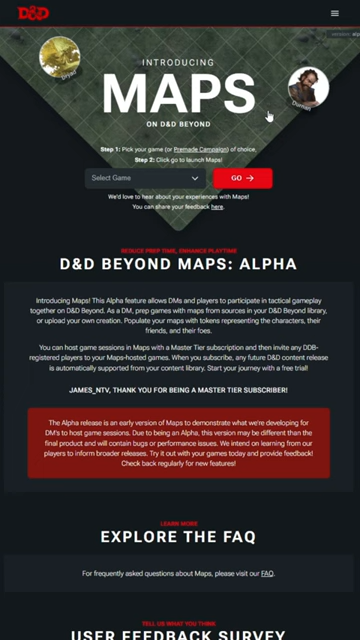 D&D
INTRODUCING
MAPS
ON D&D BEYOND
Step 1: Pick your game (or Premade Campaign) of choice,
Step 2: Click go to launch Maps!
Select Game
GO
We'd love to hear about your experiences with Maps!
You can share your feedback here.
REDUCE PREP TIME, ENHANCE PLAYTIME
D&D BEYOND MAPS: ALPHA
Introducing Maps! This Alpha feature allows DMs and players to participate in tactical gameplay
together on D&D Beyond. As a DM, prep games with maps from sources in your D&D Beyond library,
or upload your own creation. Populate your maps with tokens representing the characters, their
friends, and their foes.
You can host game sessions in Maps with a Master Tier subscription and then invite any DDB-
registered players to your Maps-hosted games. When you subscribe, any future D&D content release
is automatically supported from your content library. Start your journey with a free trial!
JAMES_NTV, THANK YOU FOR BEING A MASTER TIER SUBSCRIBER!
The Alpha release is an early version of Maps to demonstrate what we're developing for
DM's to host game sessions. Due to being an Alpha, this version may be different than the
final product and will contain bugs or performance issues. We intend on learning from our
players to inform broader releases. Try it out with your games today and provide feedback!
Check back regularly for new features!
LEARN MORE
EXPLORE THE FAQ
For frequently asked questions about Maps, please visit our FAQ.
TELL US WHAT YOU THINK
USER FEEDBACK SURVEY